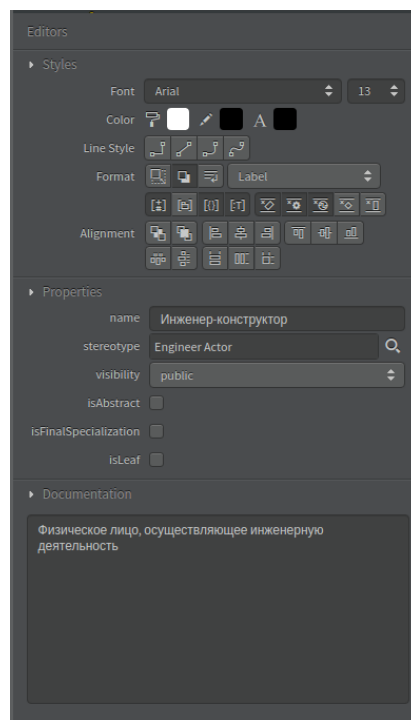 Editors
Styles
Font Arial 13
Color A
Line Style
Format Label
Alignment
Properties
name Инженер-конструктор
stereotype Engineer Actor
visibility public
isAbstract
isFinalSpecialization
isLeaf
Documentation
Физическое лицо, осуществляющее инженерную
деятельность